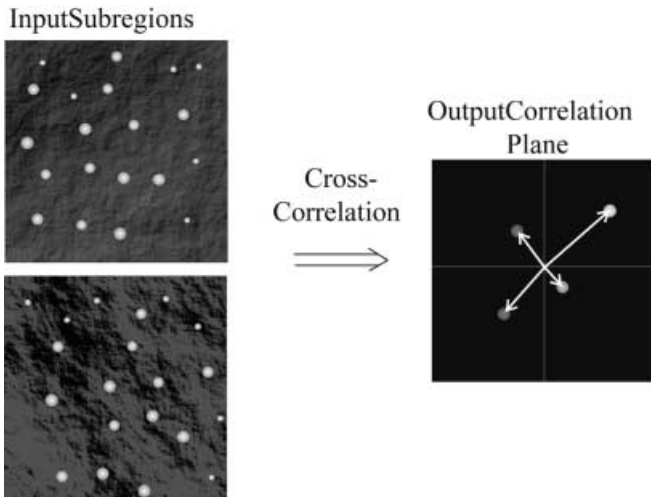 InputSubregions
OutputCorrelation
Plane
Cross-
Correlation